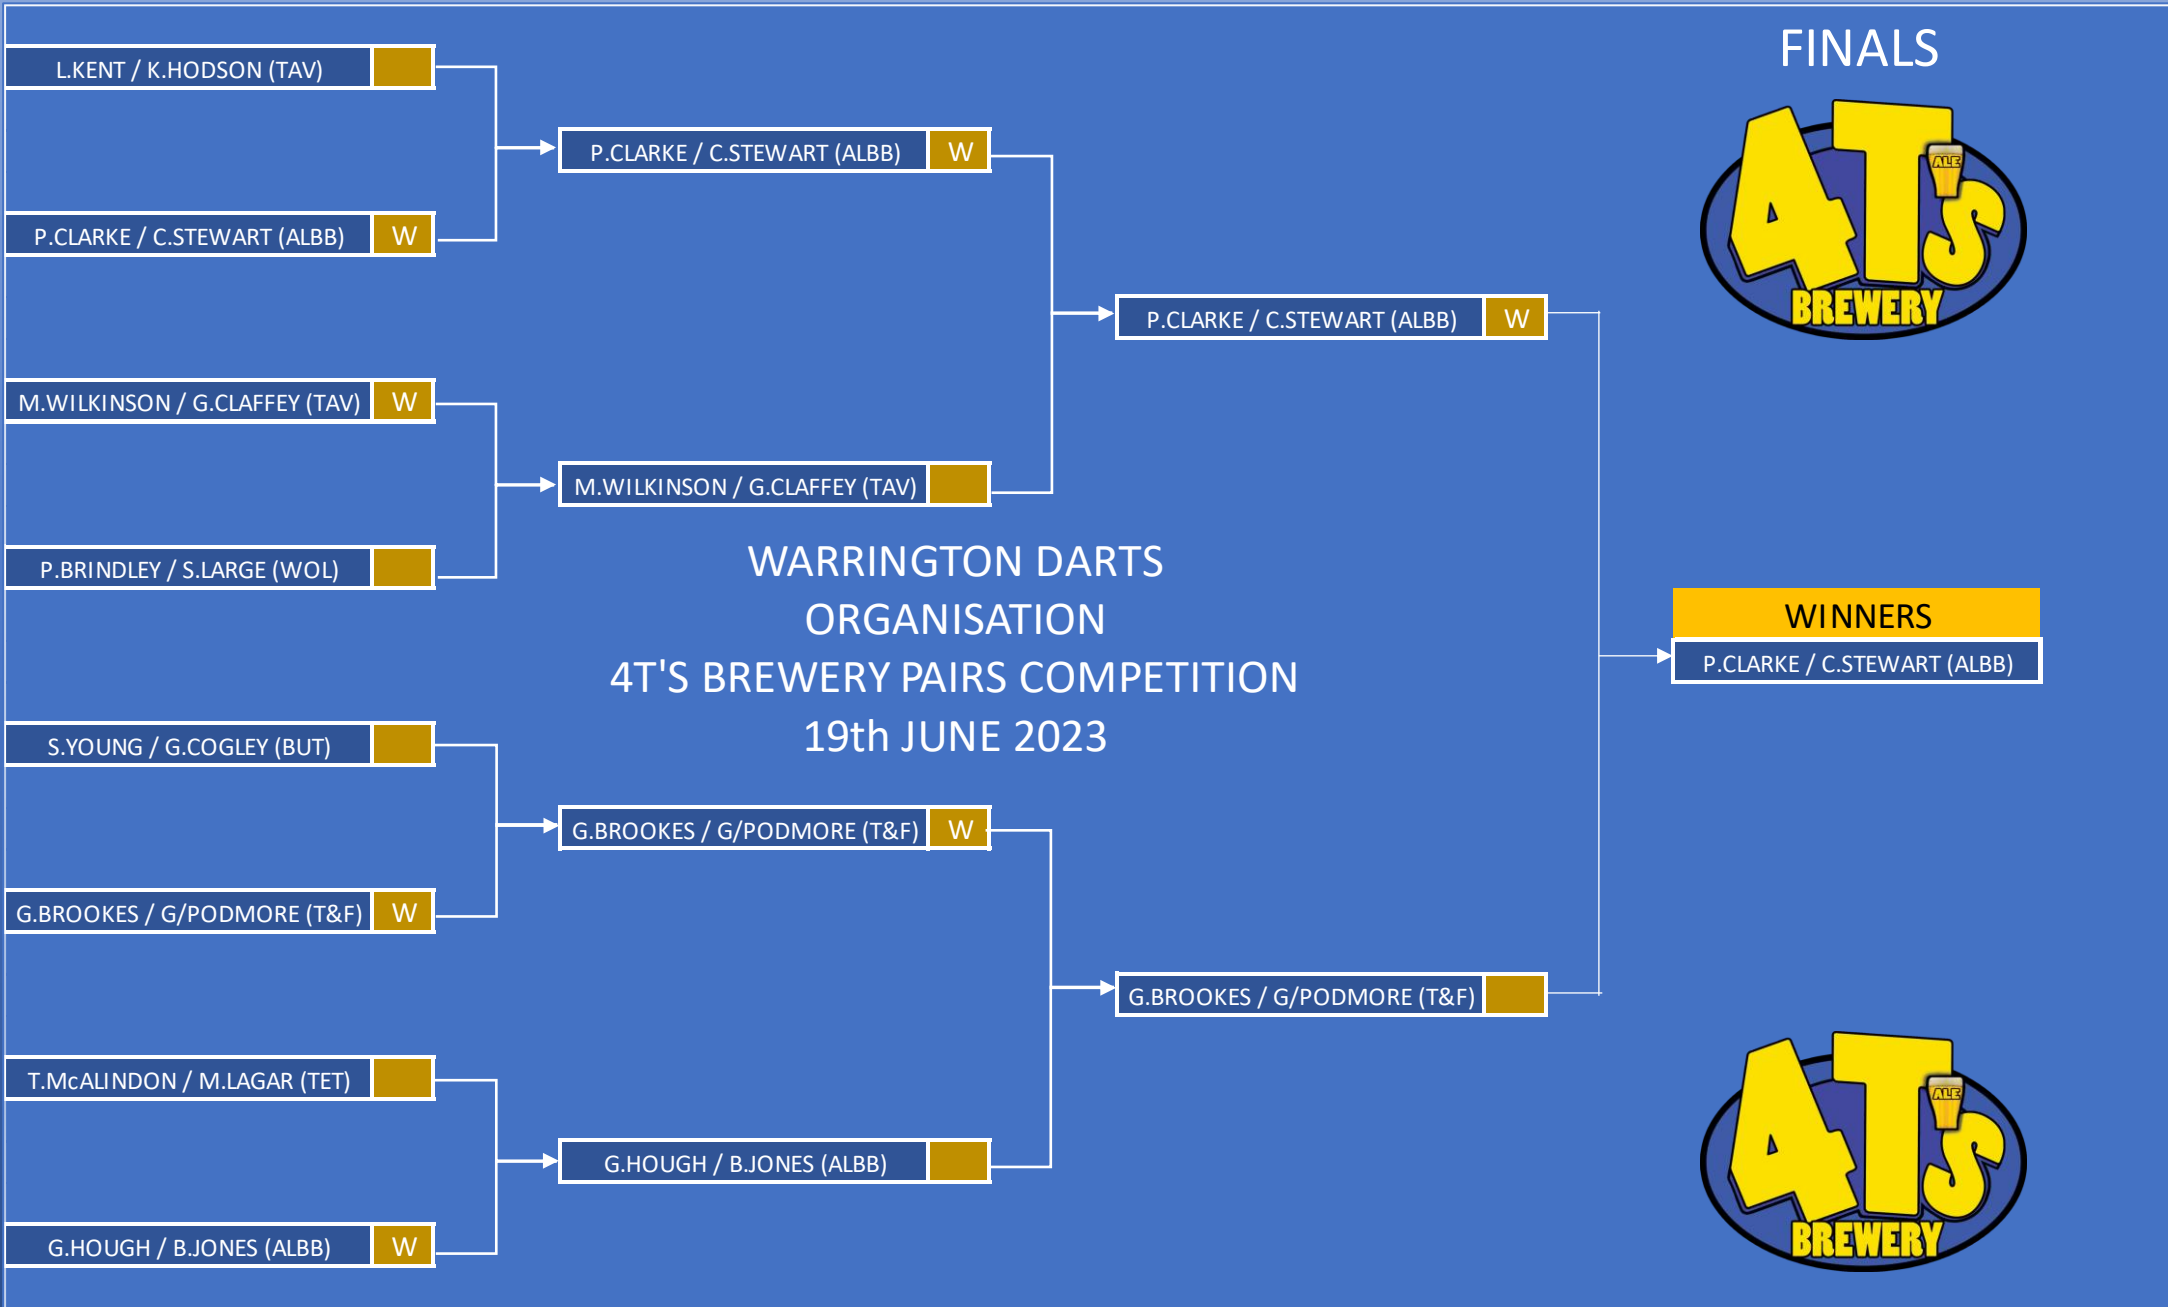 FINALS
L.KENT / K.HODSON (TAV)
4T's
ALE
BREWERY
P.CLARKE / C.STEWART (ALBB) W
P.CLARKE / C.STEWART (ALBB) W
P.CLARKE / C.STEWART (ALBB) W
M.WILKINSON / G.CLAFFEY (TAV) W
M.WILKINSON / G.CLAFFEY (TAV)
P.BRINDLEY / S.LARGE (WOL)
WARRINGTON DARTS
ORGANISATION
4T'S BREWERY PAIRS COMPETITION
19th JUNE 2023
WINNERS
P.CLARKE / C.STEWART (ALBB)
S.YOUNG / G.COGLEY (BUT)
G.BROOKES / G/PODMORE (T&F) W
G.BROOKES / G/PODMORE (T&F) W
G.BROOKES / G/PODMORE (T&F)
T.McALINDON / M.LAGAR (TET)
G.HOUGH / B.JONES (ALBB)
G.HOUGH / B.JONES (ALBB) W
4T's
ALE
BREWERY